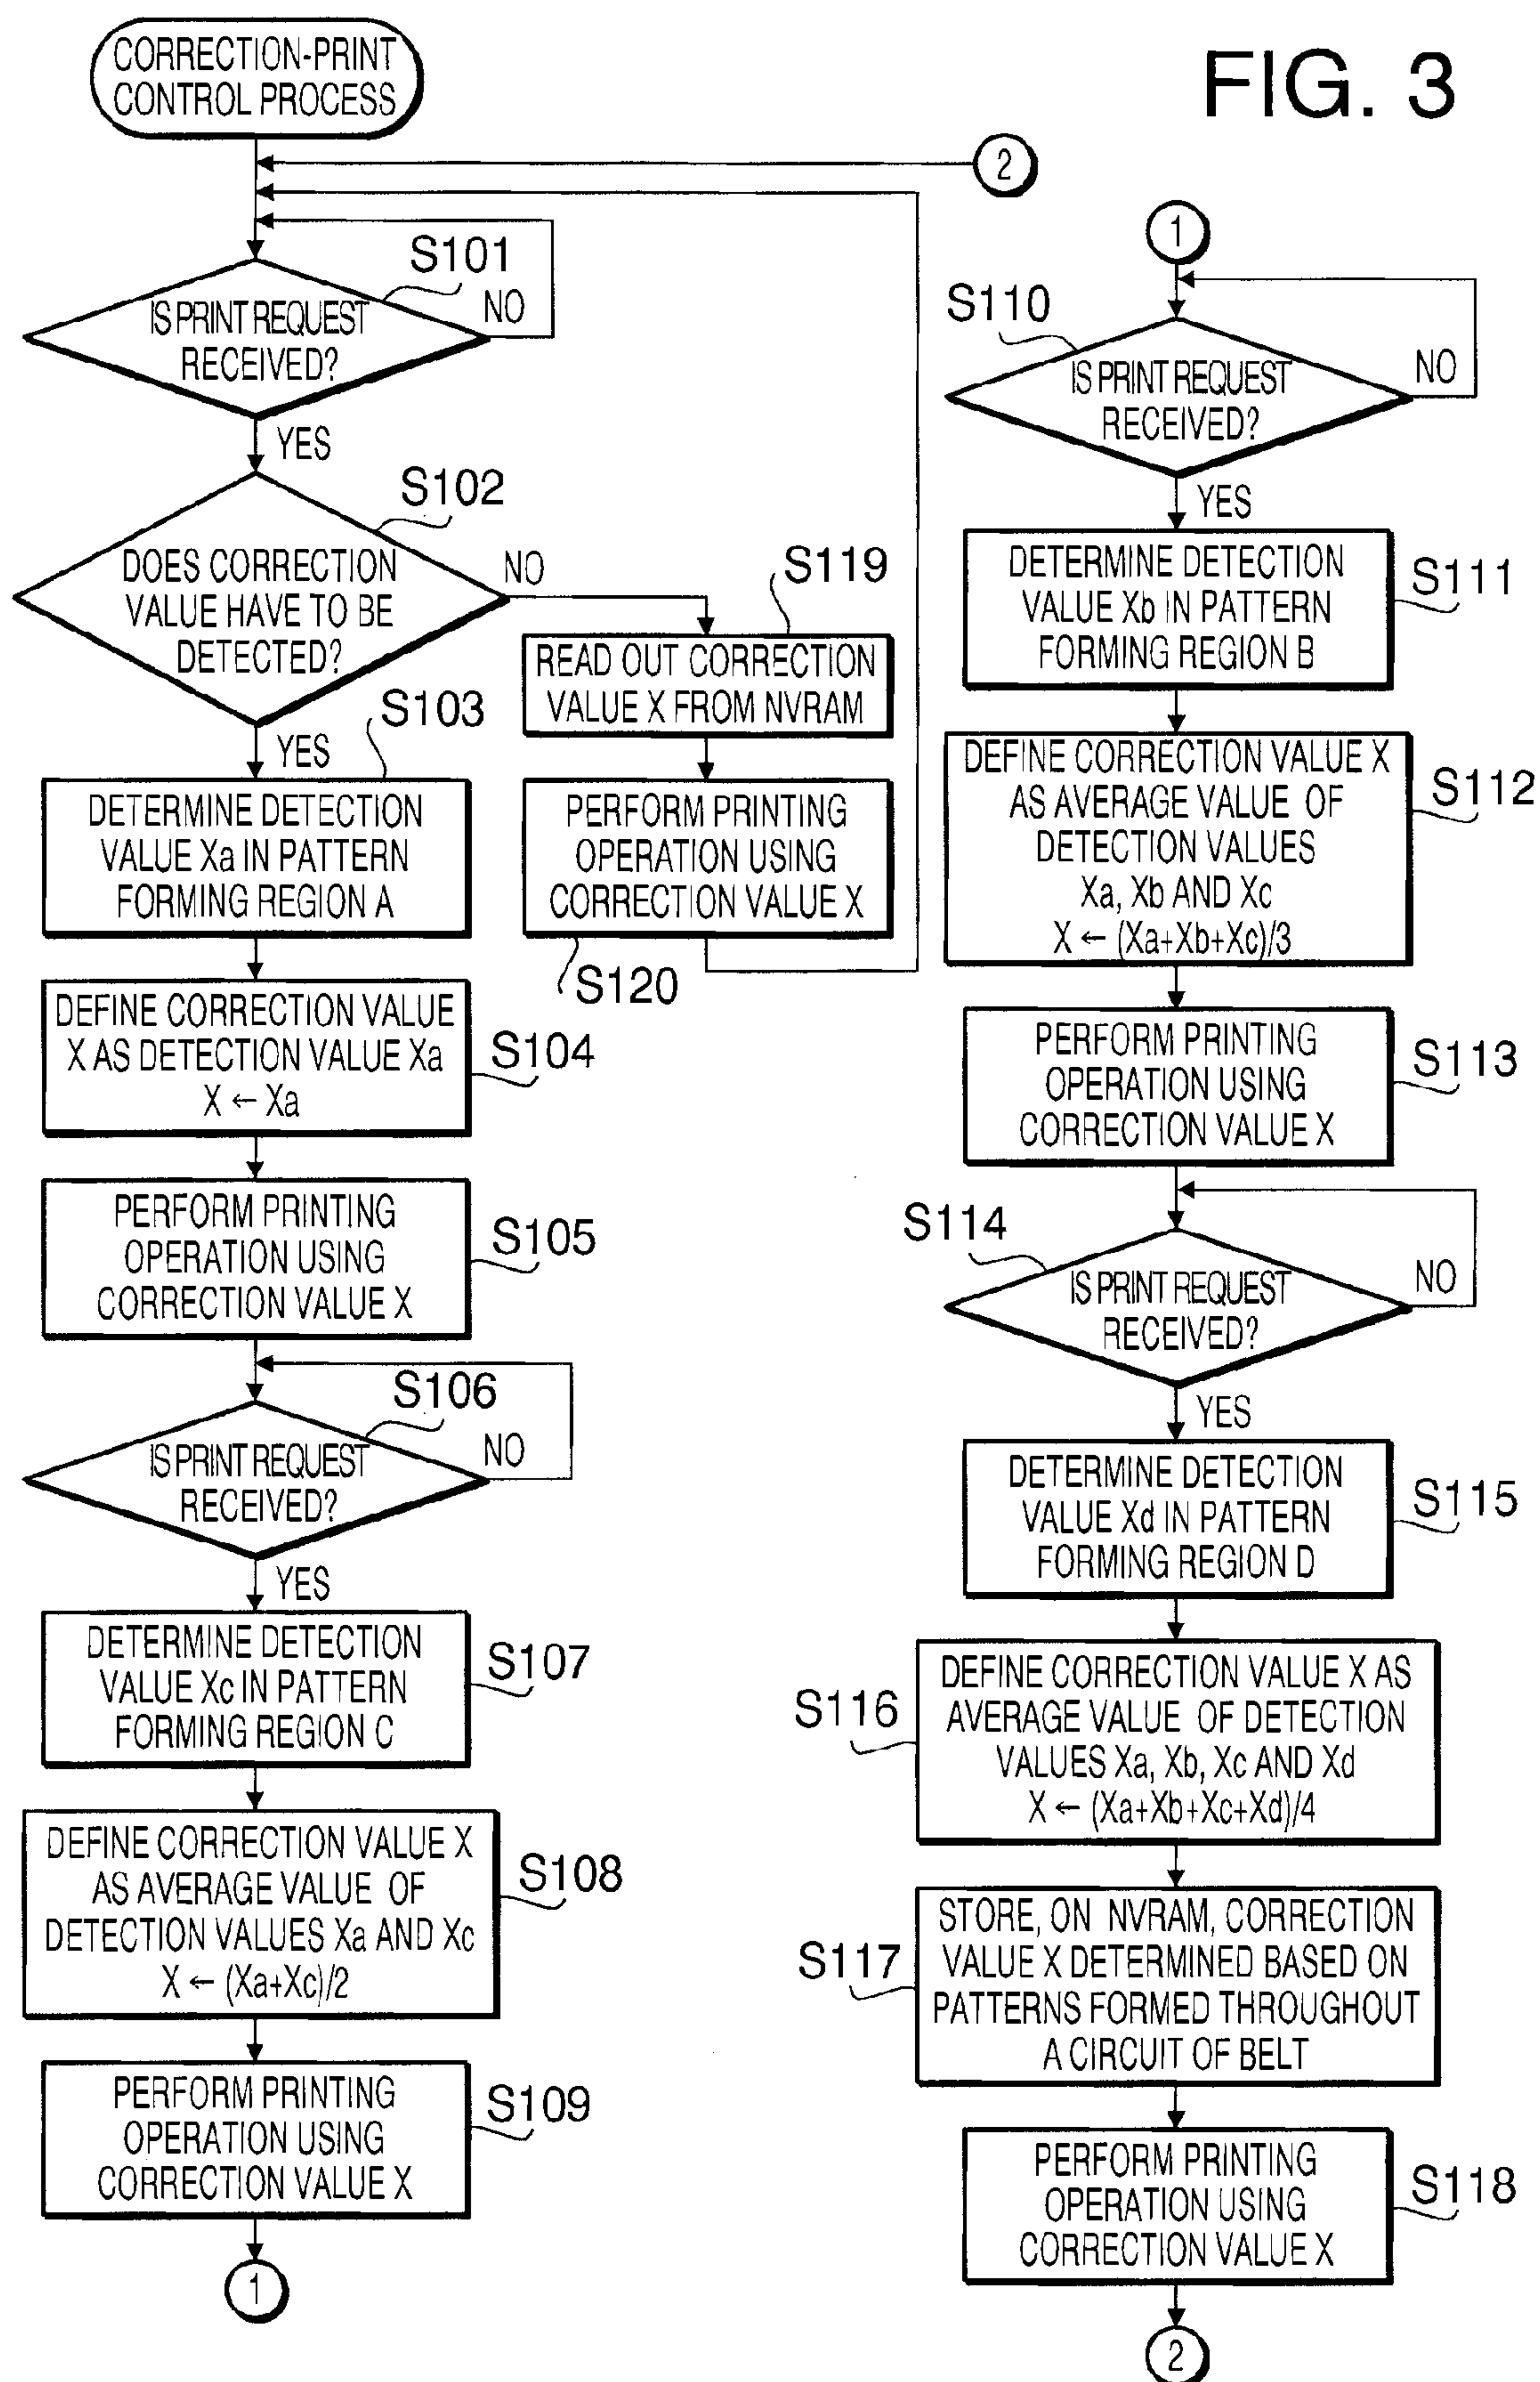 FIG. 3
CORRECTION-PRINT
CONTROL PROCESS
2
S101
IS PRINT REQUEST
RECEIVED?
NO
YES
S102
DOES CORRECTION
VALUE HAVE TO BE
DETECTED?
NO
YES
S119
READ OUT CORRECTION
VALUE X FROM NVRAM
PERFORM PRINTING
OPERATION USING
CORRECTION VALUE X
S120
S103
DETERMINE DETECTION
VALUE Xa IN PATTERN
FORMING REGION A
DEFINE CORRECTION VALUE
X AS DETECTION VALUE Xa
X ← Xa
S104
PERFORM PRINTING
OPERATION USING
CORRECTION VALUE X
S105
S106
IS PRINT REQUEST
RECEIVED?
NO
YES
DETERMINE DETECTION
VALUE Xc IN PATTERN
FORMING REGION C
S107
DEFINE CORRECTION VALUE X
AS AVERAGE VALUE OF
DETECTION VALUES Xa AND Xc
X ← (Xa+Xc)/2
S108
PERFORM PRINTING
OPERATION USING
CORRECTION VALUE X
S109
1
1
S110
IS PRINT REQUEST
RECEIVED?
NO
YES
DETERMINE DETECTION
VALUE Xb IN PATTERN
FORMING REGION B
S111
DEFINE CORRECTION VALUE X
AS AVERAGE VALUE OF
DETECTION VALUES
Xa, Xb AND Xc
X ← (Xa+Xb+Xc)/3
S112
PERFORM PRINTING
OPERATION USING
CORRECTION VALUE X
S113
S114
IS PRINT REQUEST
RECEIVED?
NO
YES
DETERMINE DETECTION
VALUE Xd IN PATTERN
FORMING REGION D
S115
DEFINE CORRECTION VALUE X AS
AVERAGE VALUE OF DETECTION
VALUES Xa, Xb, Xc AND Xd
X ← (Xa+Xb+Xc+Xd)/4
S116
STORE, ON NVRAM, CORRECTION
VALUE X DETERMINED BASED ON
PATTERNS FORMED THROUGHOUT
A CIRCUIT OF BELT
S117
PERFORM PRINTING
OPERATION USING
CORRECTION VALUE X
S118
2